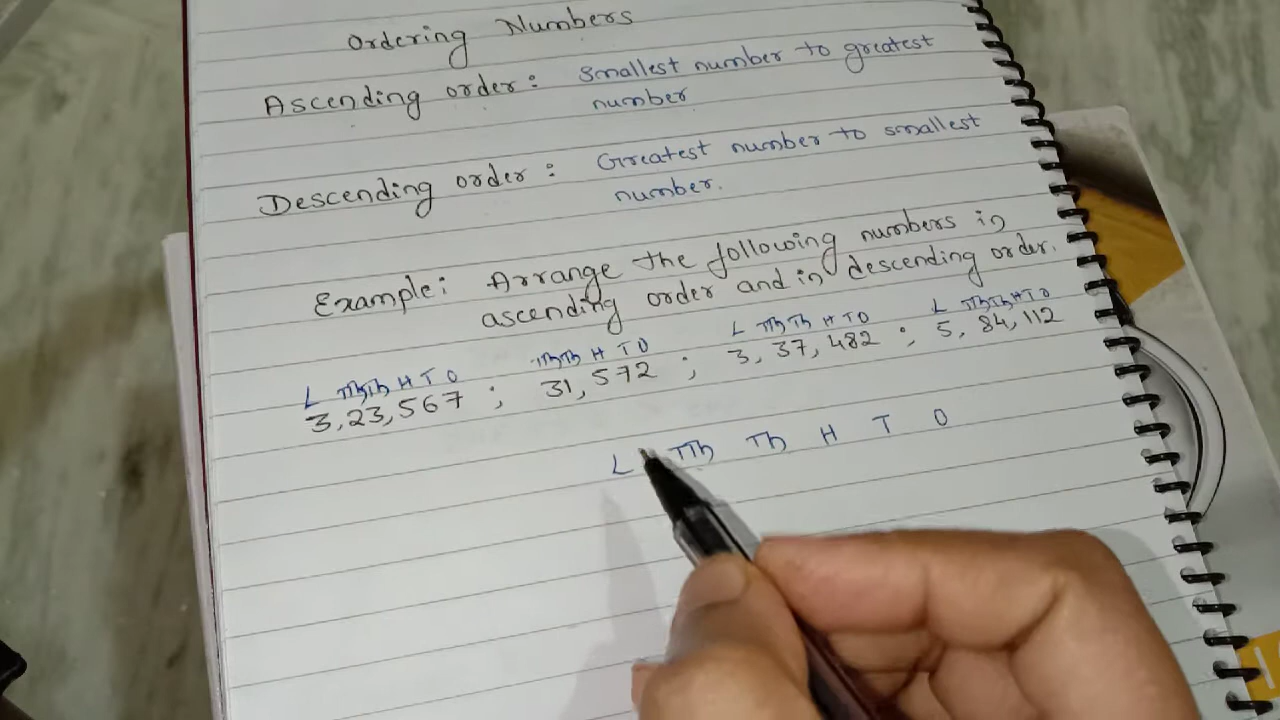 Ordering Numbers
Ascending order: Smallest number to greatest
number
Descending order: Greatest number to smallest
number.
Example: Arrange the following numbers in
ascending order and in descending order.
L TTh Th H T O TTh Th H T O L TTh Th H T O L TTh Th H T O
3,23,567 ; 31,572 ; 3,37,482 ; 5,84,112
L TTh Th H T O